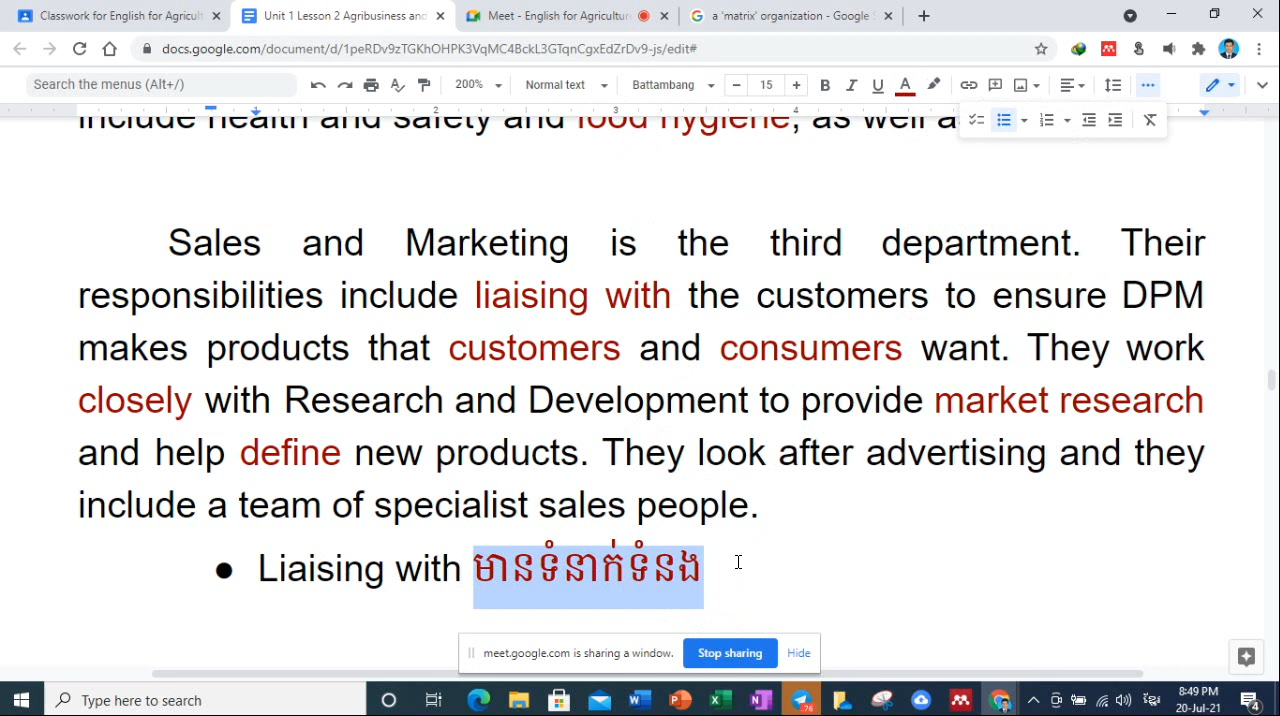 Classwork for English for Agricult
Unit 1 Lesson 2 Agribusiness and
Meet - English for Agricultur
'matrix' organization - Google S
docs.google.com/document/d/1peRDv9zTGKhOHPK3VqMC4BxkL3GTqnCgxEdZrDv9-js/edit#
Search the menus (Alt+/)
200%
Normal text
Battambang
15
1 2 3 4
include health and safety and food hygiene, as well as
Sales and Marketing is the third department. Their
responsibilities include liaising with the customers to ensure DPM
makes products that customers and consumers want. They work
closely with Research and Development to provide market research
and help define new products. They look after advertising and they
include a team of specialist sales people.
● Liaising with មានទំនាក់ទំនង
meet.google.com is sharing a window.
Stop sharing
Hide
Type here to search
8:49 PM
20-Jul-21